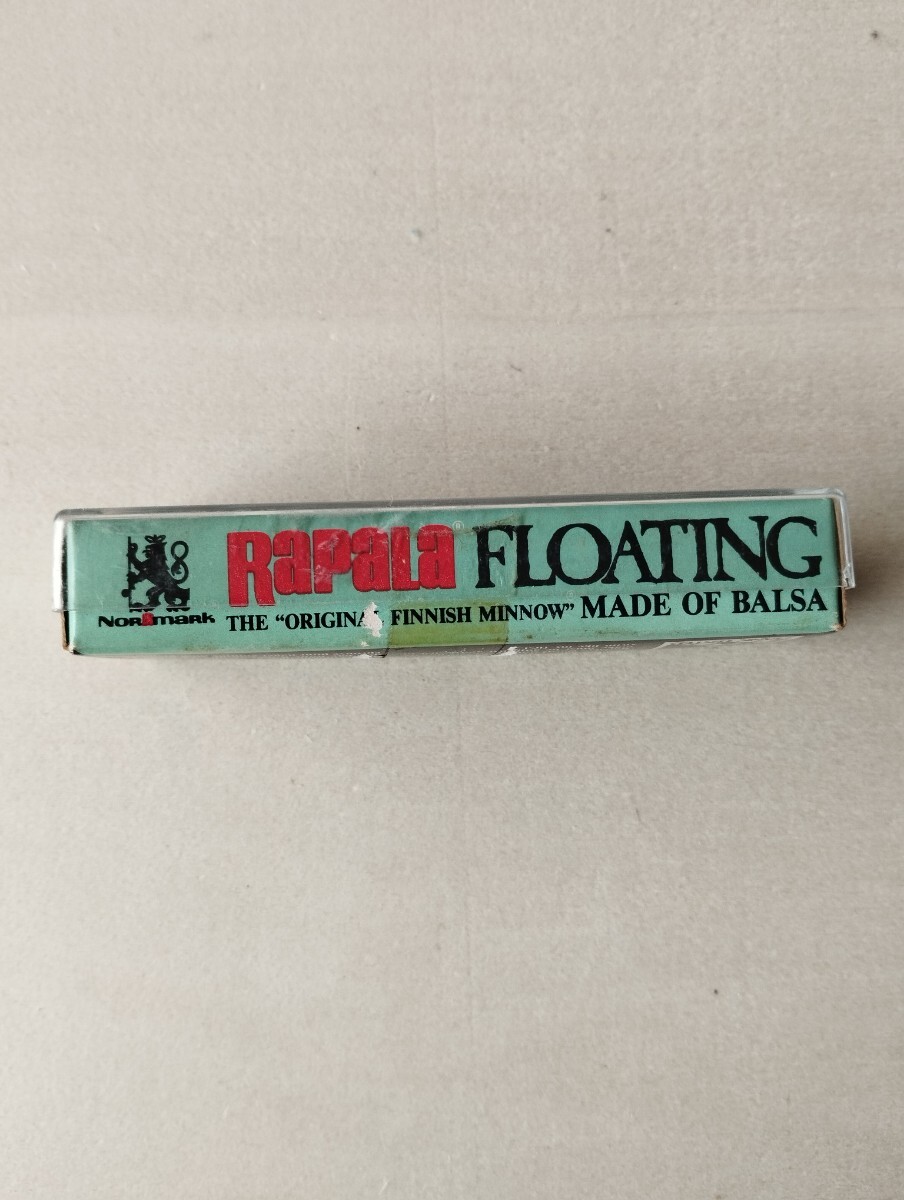 Rapala® FLOATING
Normark
THE "ORIGINAL FINNISH MINNOW" MADE OF BALSA